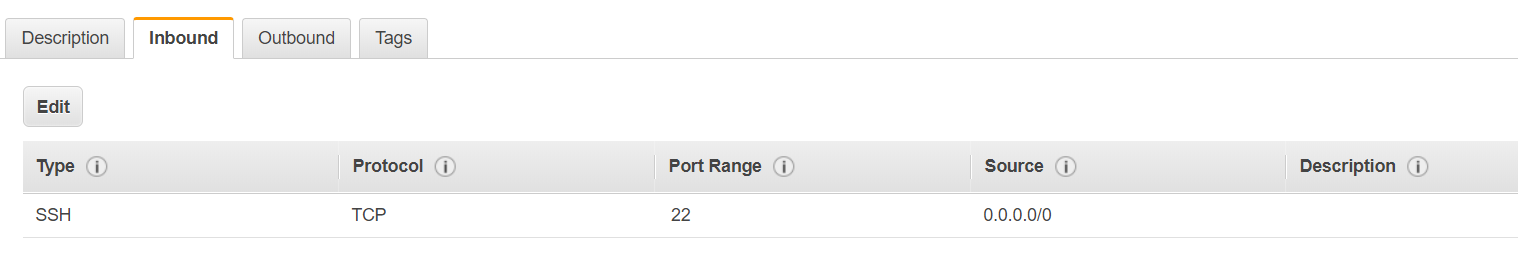 Description Inbound Outbound Tags
Edit
Type i Protocol i Port Range i Source i Description i
SSH TCP 22 0.0.0.0/0